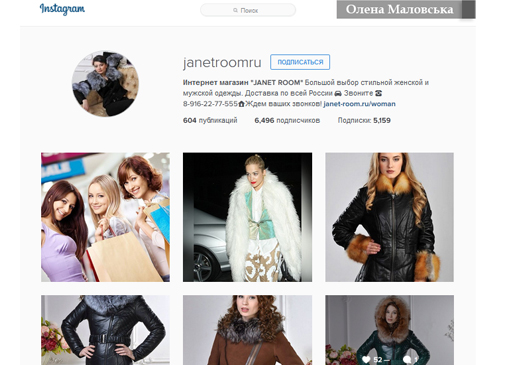 Instagram
Поиск
Олена Маловська
janetroomru
ПОДПИСАТЬСЯ
Интернет магазин "JANET ROOM" Большой выбор стильной женской и
мужской одежды. Доставка по всей России Звоните
8-916-22-77-555 Ждем ваших звонков! janet-room.ru/woman
604 публикаций 6,496 подписчиков Подписки: 5,159
52 1